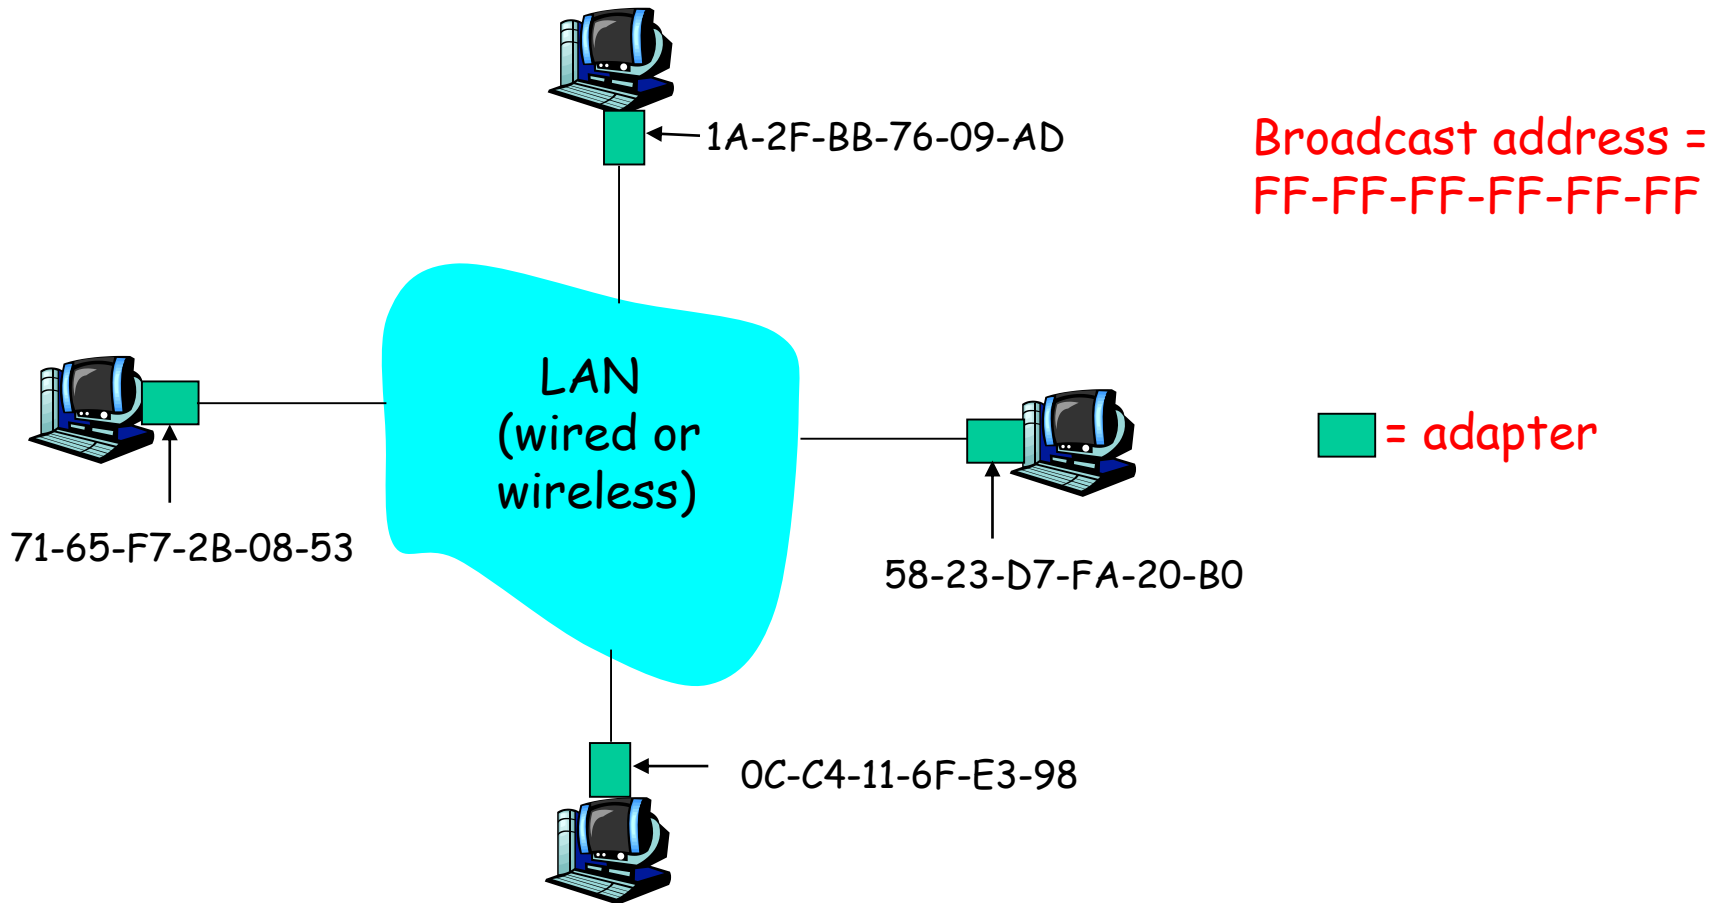 1A-2F-BB-76-09-AD
Broadcast address =
FF-FF-FF-FF-FF-FF
LAN
(wired or
wireless)
= adapter
71-65-F7-2B-08-53
58-23-D7-FA-20-B0
0C-C4-11-6F-E3-98